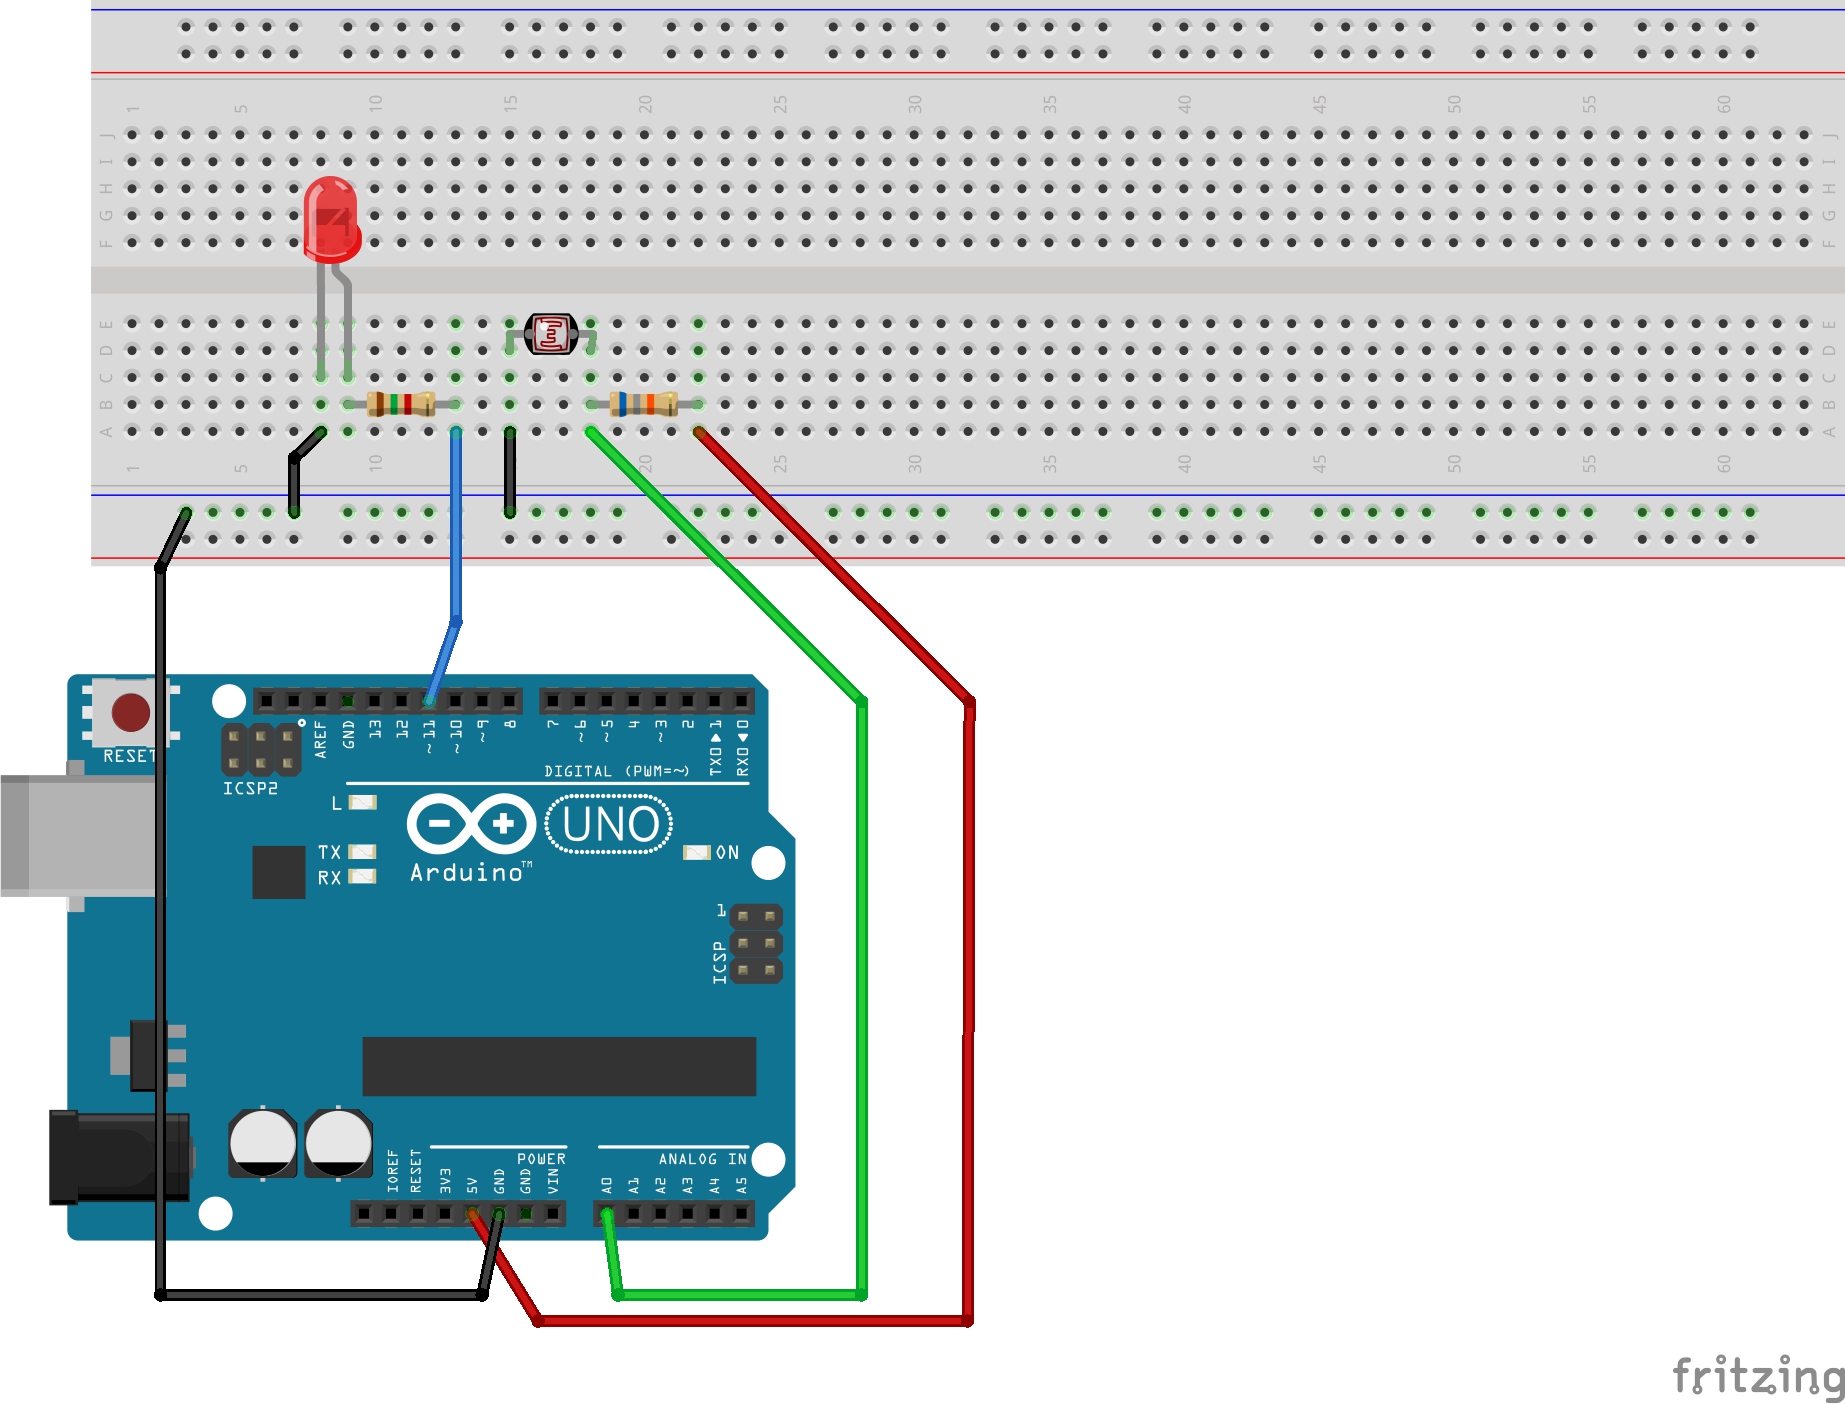 1 5 10 15 20 25 30 35 40 45 50 55 60
J J
I I
H H
G G
F F
E E
D D
C C
B B
A A
1 5 10 15 20 25 30 35 40 45 50 55 60
RESET
ICSP2
AREF
GND
13
12
~11
~10
~9
8
7
~6
~5
4
~3
2
TX0▶1
RX0◀0
DIGITAL (PWM=~)
L
TX
RX
UNO
ON
Arduino™
1
ICSP
POWER
ANALOG IN
IOREF
RESET
3V3
5V
GND
GND
VIN
A0
A1
A2
A3
A4
A5
fritzing